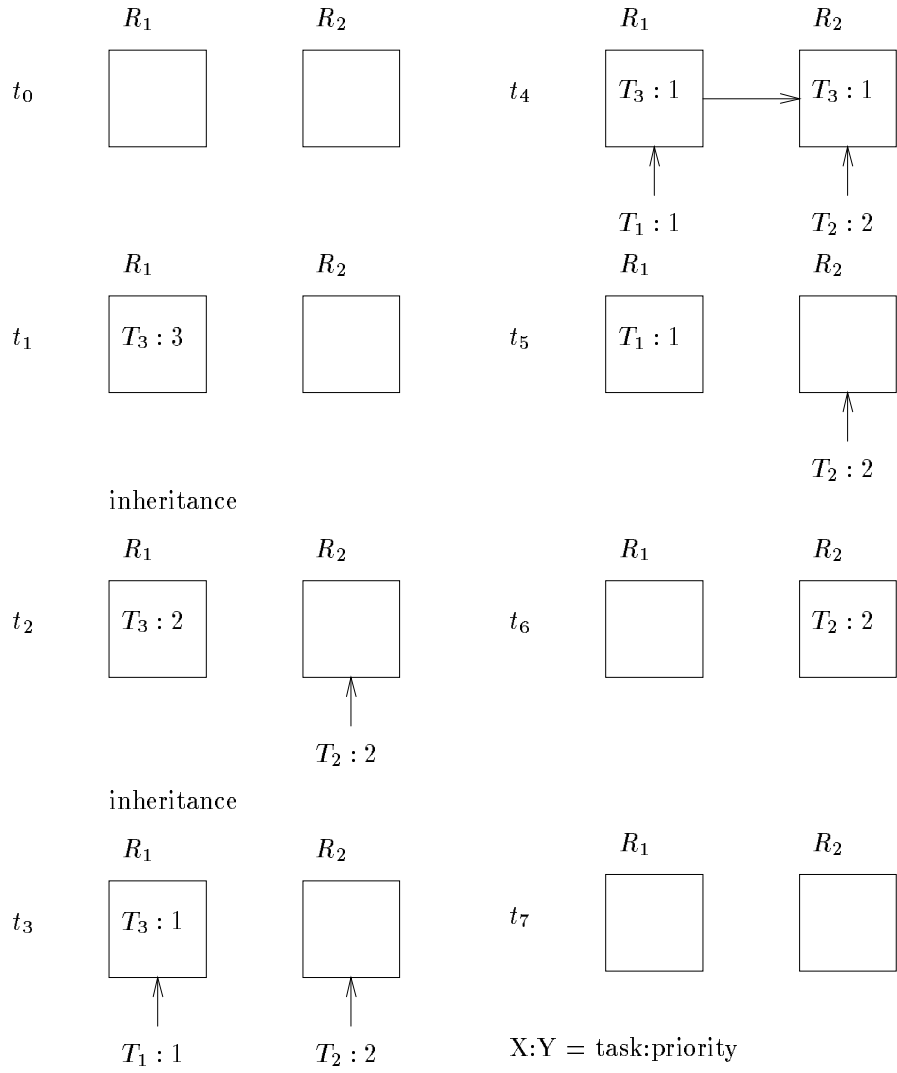 R1 R2
t0
R1 R2
t4 T3 : 1 T3 : 1
T1 : 1 T2 : 2
R1 R2
t1 T3 : 3
R1 R2
t5 T1 : 1
T2 : 2
inheritance
R1 R2
t2 T3 : 2
T2 : 2
R1 R2
t6 T2 : 2
inheritance
R1 R2
t3 T3 : 1
T1 : 1 T2 : 2
R1 R2
t7
X:Y = task:priority